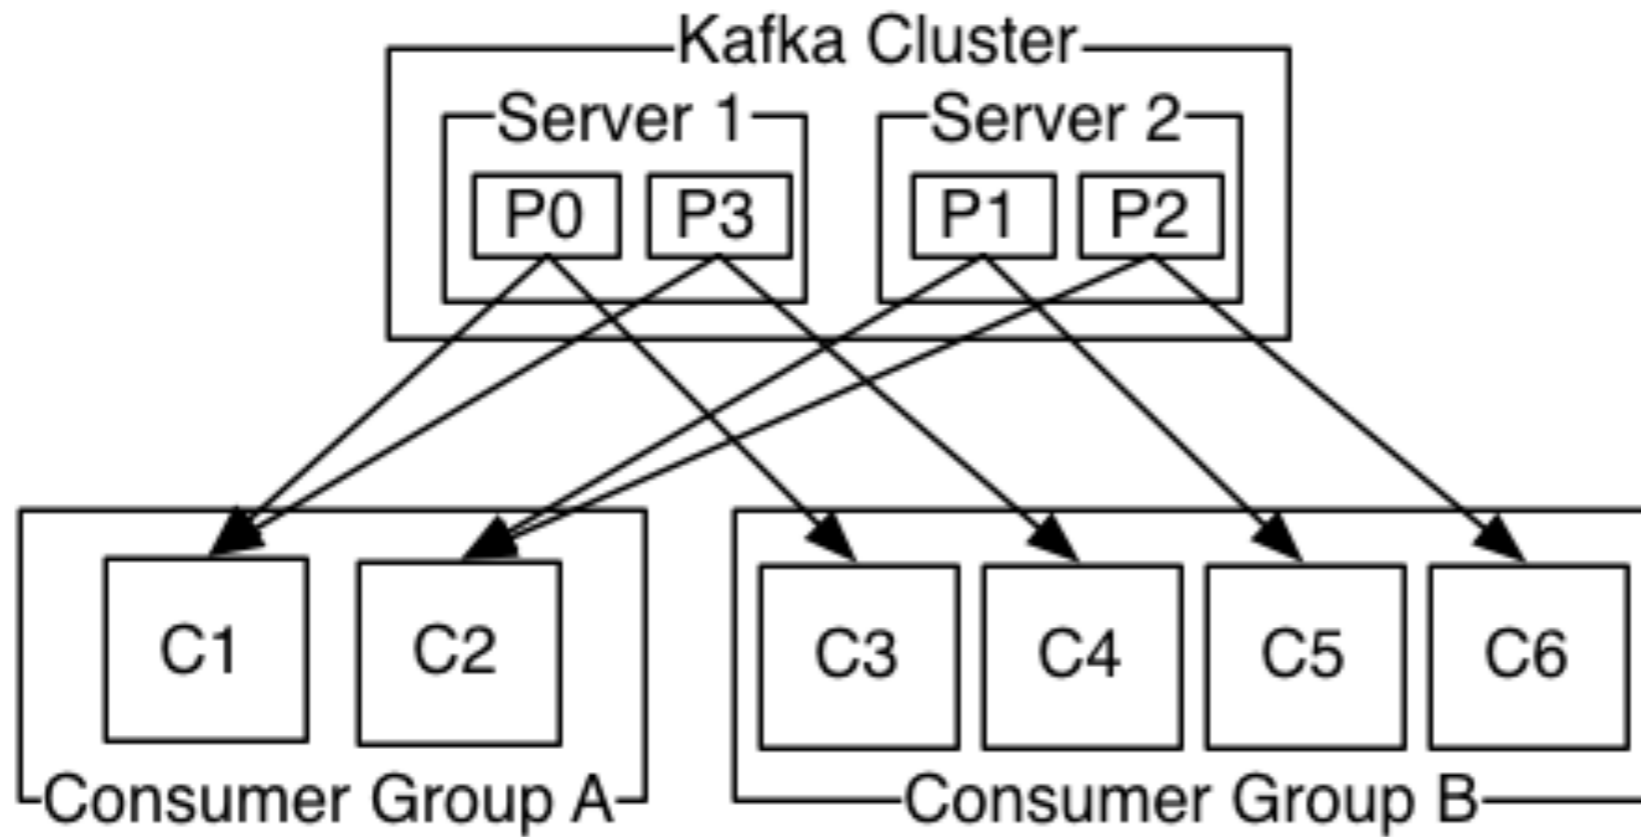 Kafka Cluster
Server 1 Server 2
P0 P3 P1 P2
C1 C2 C3 C4 C5 C6
Consumer Group A Consumer Group B